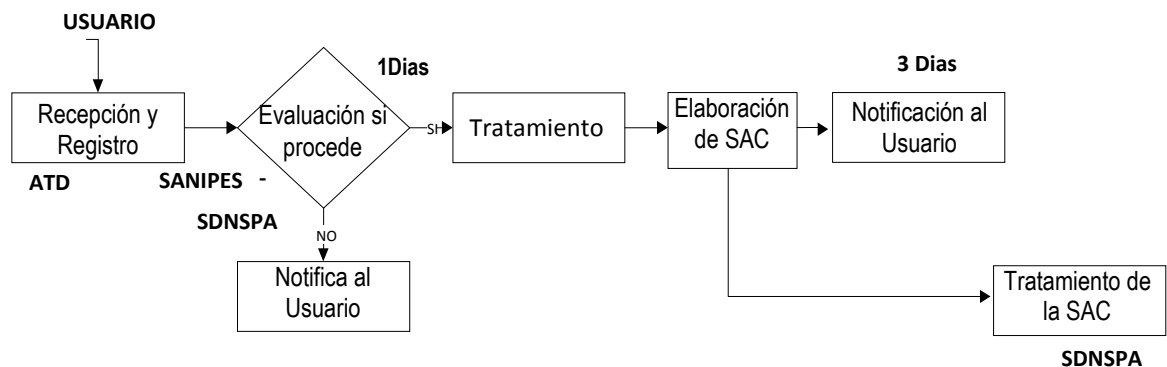 USUARIO
Recepción y
Registro
ATD
SANIPES -
SDNSPA
Evaluación si
procede
1Dias
NO
Notifica al
Usuario
SI
Tratamiento
Elaboración
de SAC
3 Dias
Notificación al
Usuario
Tratamiento de
la SAC
SDNSPA